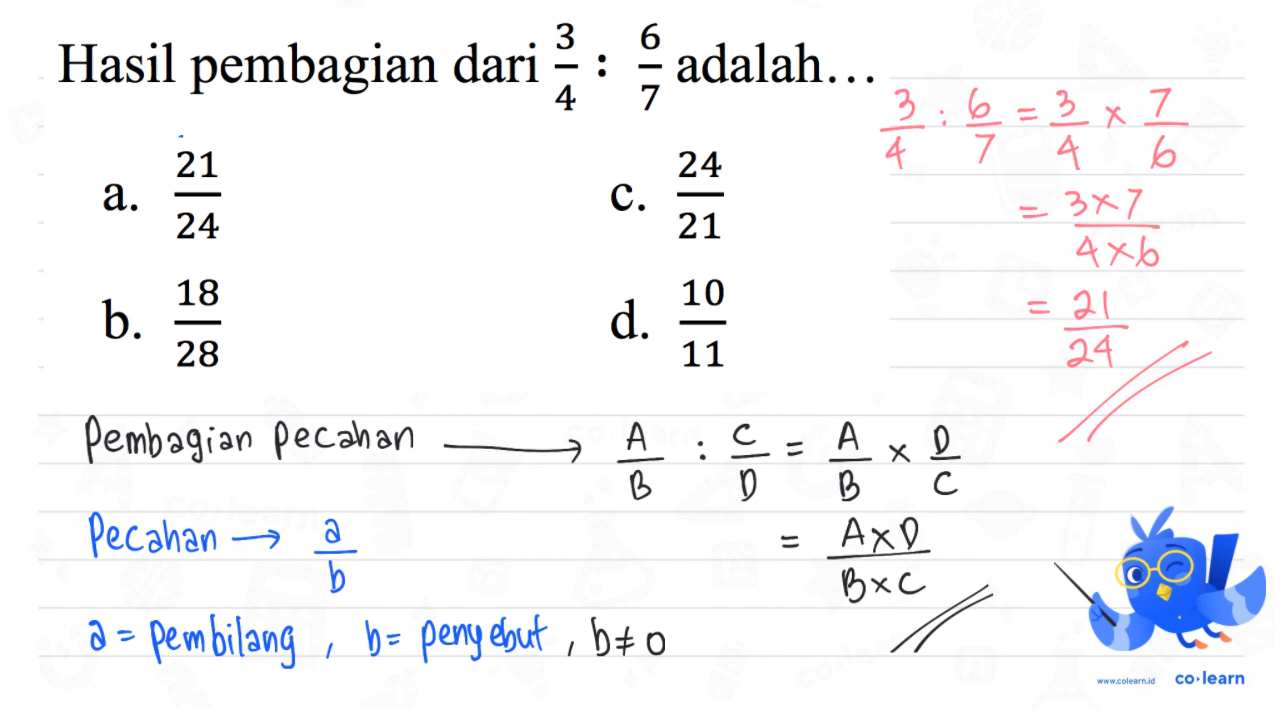 Hasil pembagian dari 3/4 : 6/7 adalah...
a. 21/24
c. 24/21
b. 18/28
d. 10/11
3/4 : 6/7 = 3/4 × 7/6
= 3×7/4×6
= 21/24
Pembagian pecahan → A/B : C/D = A/B × D/C
= A×D/B×C
Pecahan → a/b
a = pembilang, b = penyebut, b ≠ 0
www.colearn.id co·learn